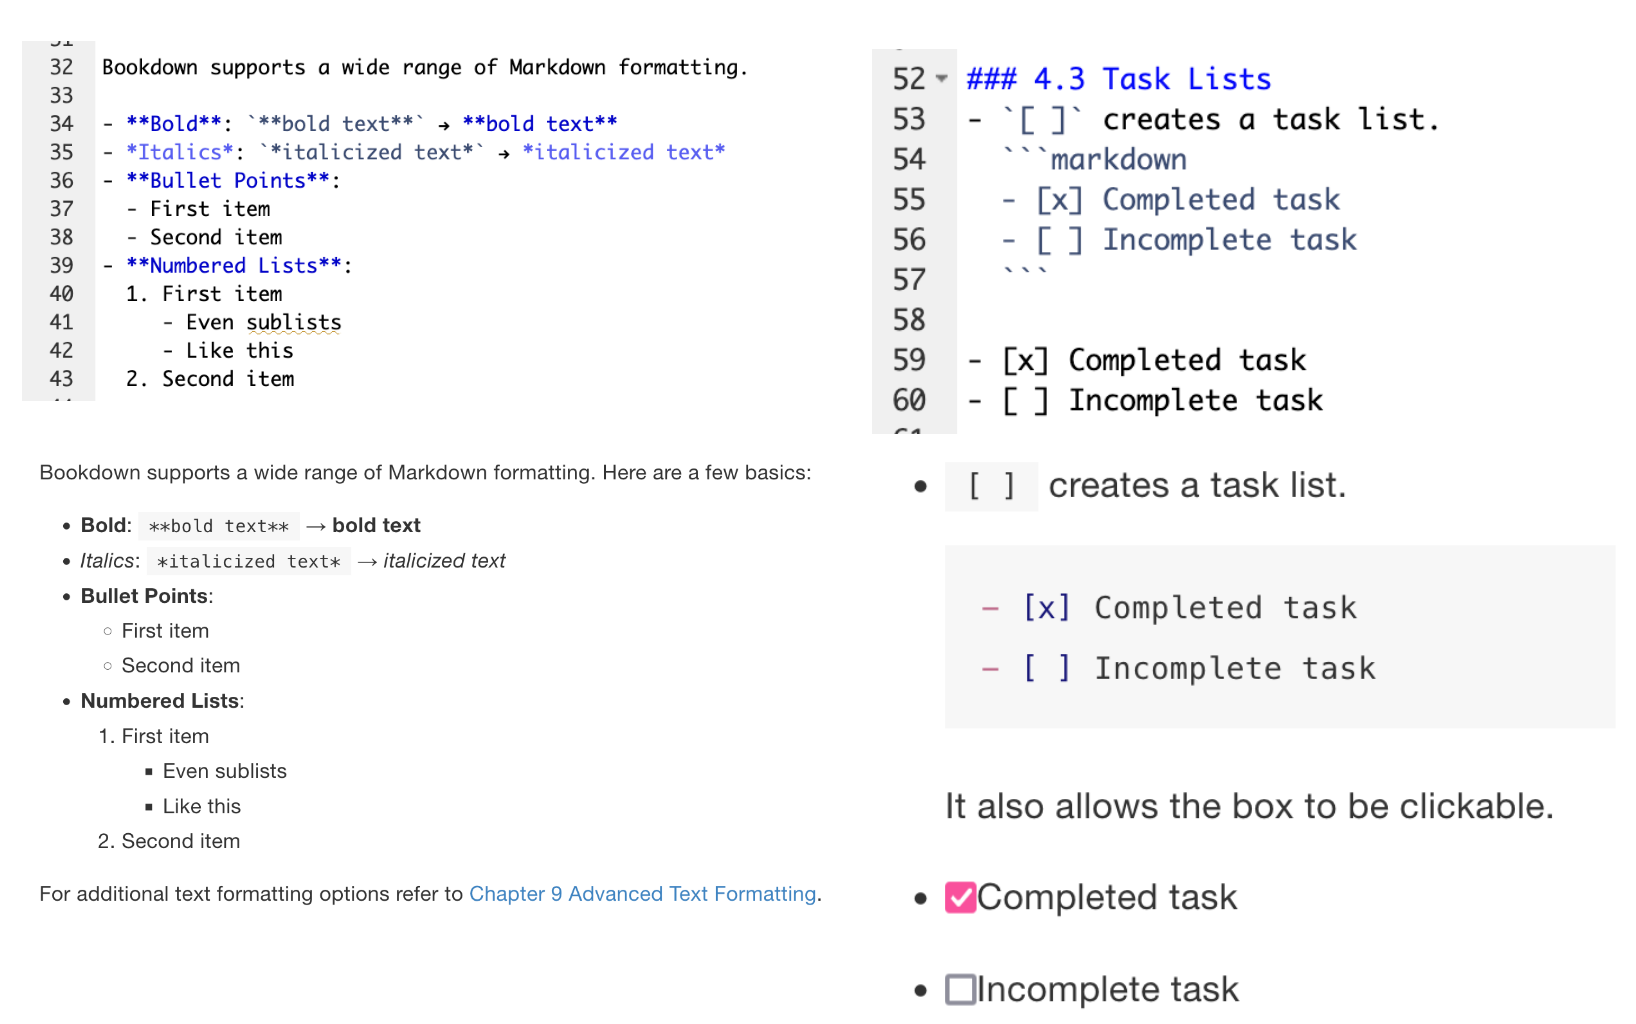 32 Bookdown supports a wide range of Markdown formatting.
33
34 - **Bold**: `**bold text**` → **bold text**
35 - *Italics*: `*italicized text*` → *italicized text*
36 - **Bullet Points**:
37   - First item
38   - Second item
39 - **Numbered Lists**:
40   1. First item
41      - Even sublists
42      - Like this
43   2. Second item
Bookdown supports a wide range of Markdown formatting. Here are a few basics:
• Bold: **bold text** → bold text
• Italics: *italicized text* → italicized text
• Bullet Points:
○ First item
○ Second item
• Numbered Lists:
1. First item
▪ Even sublists
▪ Like this
2. Second item
For additional text formatting options refer to Chapter 9 Advanced Text Formatting.
52 ### 4.3 Task Lists
53 - `[ ]` creates a task list.
54   ```markdown
55   - [x] Completed task
56   - [ ] Incomplete task
57   ```
58
59 - [x] Completed task
60 - [ ] Incomplete task
• [ ] creates a task list.
- [x] Completed task
- [ ] Incomplete task
It also allows the box to be clickable.
• Completed task
• Incomplete task